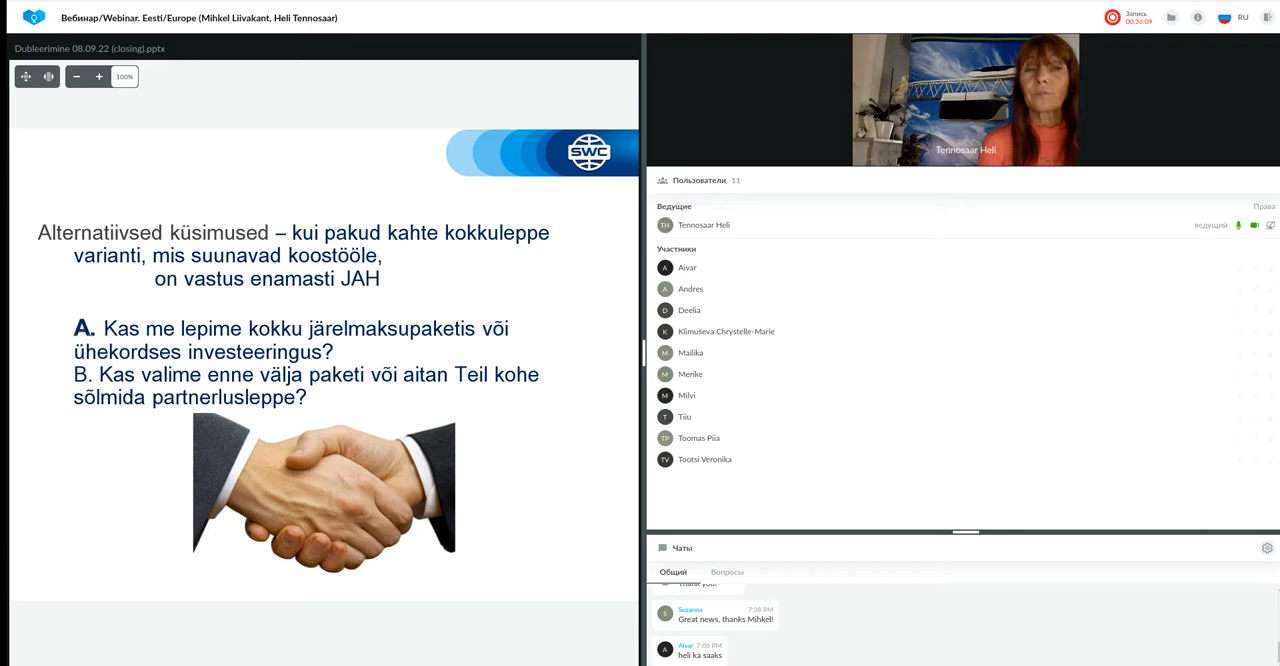 Вебинар/Webinar. Eesti/Europe (Mihkel Liivakant, Heli Tennosaar)
Запись
00:36:09
RU
Dubleerimine 08.09.22 (closing).pptx
100%
SWC
Alternatiivsed küsimused – kui pakud kahte kokkuleppe
varianti, mis suunavad koostööle,
on vastus enamasti JAH
A. Kas me lepime kokku järelmaksupaketis või
ühekordses investeeringus?
B. Kas valime enne välja paketi või aitan Teil kohe
sõlmida partnerlusleppe?
Tennosaar Heli
Пользователи 11
Ведущие
Права
TH Tennosaar Heli
ведущий
Участники
A Aivar
A Andres
D Deelia
K Klimuševa Chrystelle-Marie
M Mailika
M Merike
M Milvi
T Tiiu
TP Toomas Piia
TV Tootsi Veronika
Чаты
Общий
Вопросы
Thank you!
S Suzanna 7:38 PM
Great news, thanks Mihkel!
A Aivar 7:06 PM
heli ka saaks